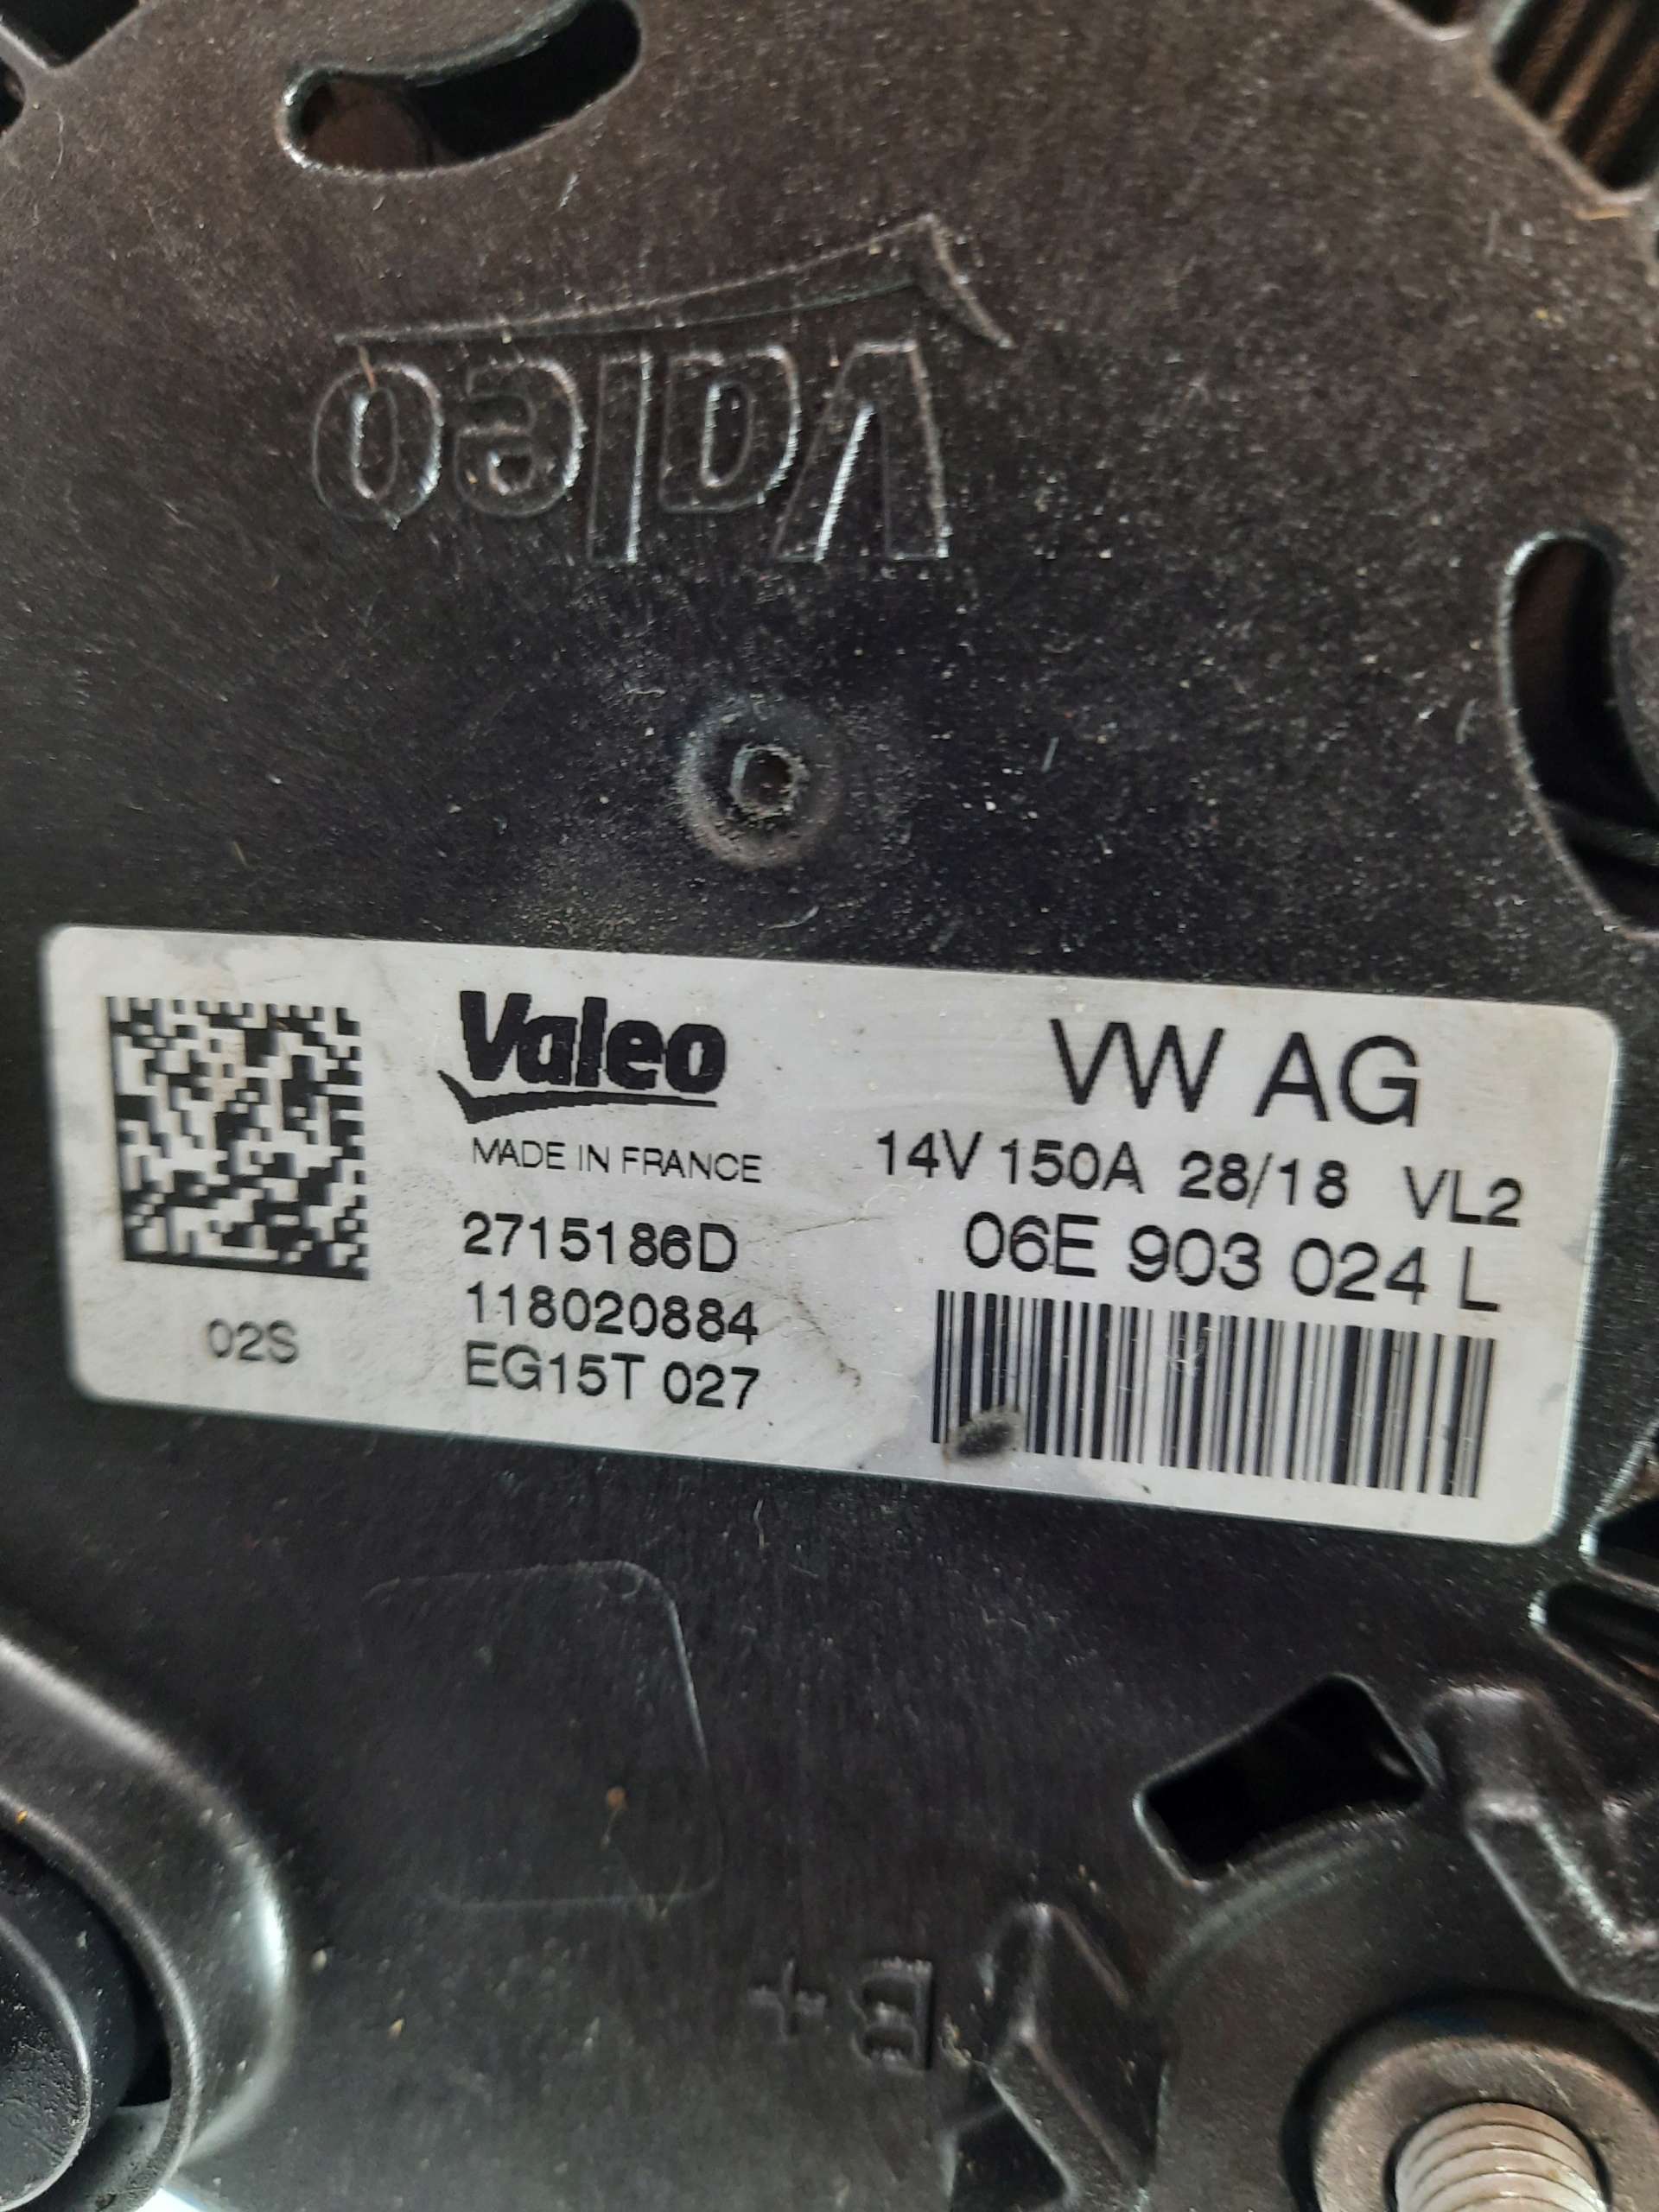 Valeo
Valeo
MADE IN FRANCE
2715186D
118020884
EG15T 027
02S
VW AG
14V 150A 28/18 VL2
06E 903 024 L
B+